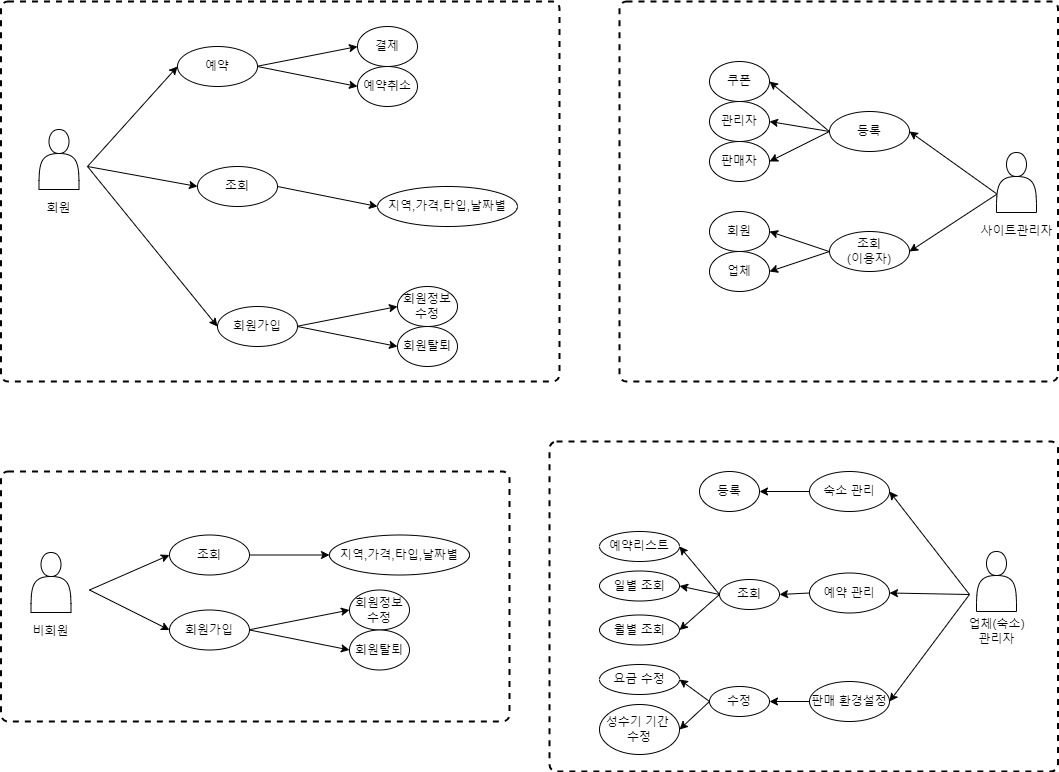 예약
결제
예약취소
회원
조회
지역,가격,타입,날짜별
회원가입
회원정보
수정
회원탈퇴
쿠폰
관리자
판매자
등록
사이트관리자
회원
업체
조회
(이용자)
비회원
조회
지역,가격,타입,날짜별
회원가입
회원정보
수정
회원탈퇴
등록
숙소 관리
예약리스트
일별 조회
월별 조회
조회
예약 관리
업체(숙소)
관리자
요금 수정
성수기 기간
수정
수정
판매 환경설정